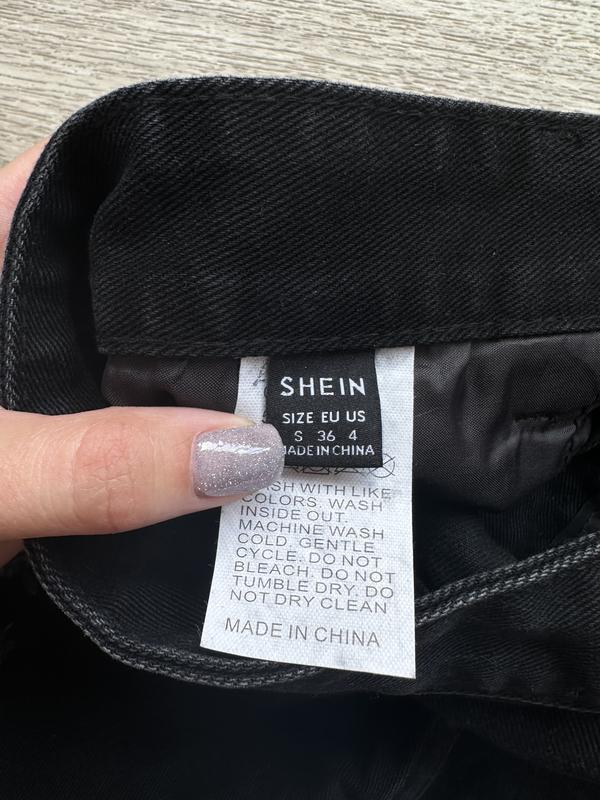 SHEIN
SIZE EU US
S 36 4
MADE IN CHINA
WASH WITH LIKE
COLORS. WASH
INSIDE OUT.
MACHINE WASH
COLD. GENTLE
CYCLE. DO NOT
BLEACH. DO NOT
TUMBLE DRY. DO
NOT DRY CLEAN
MADE IN CHINA